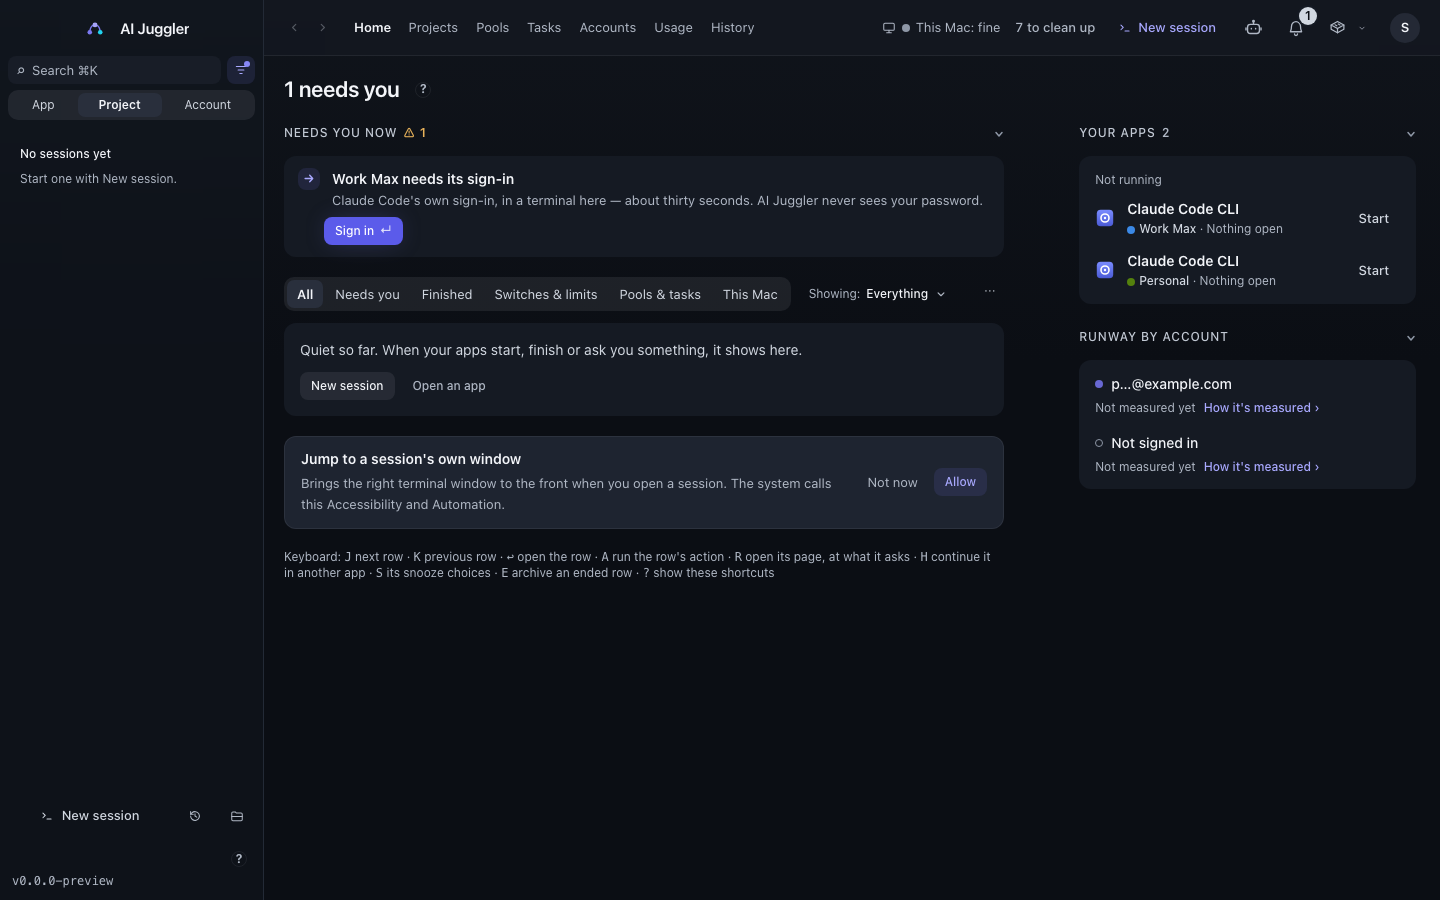 AI Juggler
Search ⌘K
App Project Account
No sessions yet
Start one with New session.
New session
?
v0.0.0-preview
Home Projects Pools Tasks Accounts Usage History
This Mac: fine 7 to clean up New session 1 S
1 needs you ?
NEEDS YOU NOW 1
Work Max needs its sign-in
Claude Code's own sign-in, in a terminal here — about thirty seconds. AI Juggler never sees your password.
Sign in ↵
All Needs you Finished Switches & limits Pools & tasks This Mac Showing: Everything ...
Quiet so far. When your apps start, finish or ask you something, it shows here.
New session Open an app
Jump to a session's own window
Brings the right terminal window to the front when you open a session. The system calls
this Accessibility and Automation.
Not now Allow
Keyboard: J next row · K previous row · ↩ open the row · A run the row's action · R open its page, at what it asks · H continue it
in another app · S its snooze choices · E archive an ended row · ? show these shortcuts
YOUR APPS 2
Not running
Claude Code CLI
Work Max · Nothing open
Start
Claude Code CLI
Personal · Nothing open
Start
RUNWAY BY ACCOUNT
p...@example.com
Not measured yet How it's measured ›
Not signed in
Not measured yet How it's measured ›